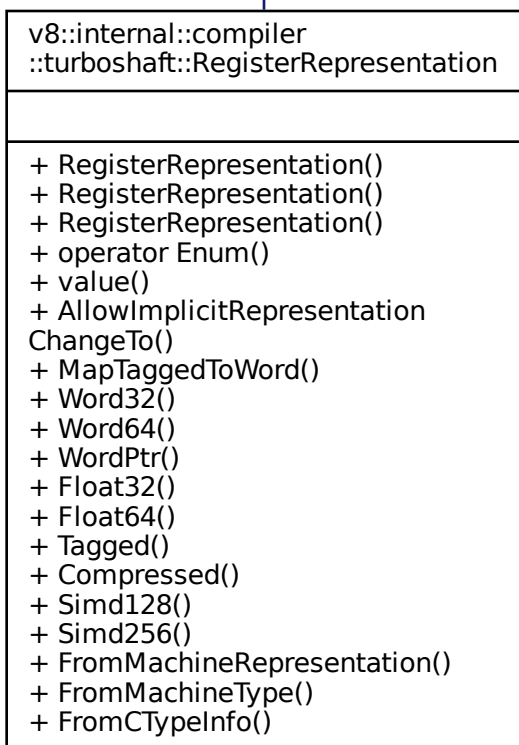 v8::internal::compiler
::turboshaft::RegisterRepresentation
+ RegisterRepresentation()
+ RegisterRepresentation()
+ RegisterRepresentation()
+ operator Enum()
+ value()
+ AllowImplicitRepresentation
ChangeTo()
+ MapTaggedToWord()
+ Word32()
+ Word64()
+ WordPtr()
+ Float32()
+ Float64()
+ Tagged()
+ Compressed()
+ Simd128()
+ Simd256()
+ FromMachineRepresentation()
+ FromMachineType()
+ FromCTypeInfo()